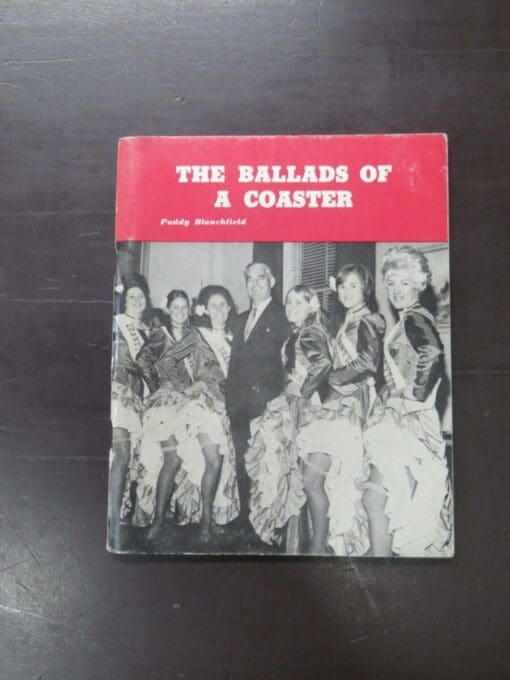 THE BALLADS OF
A COASTER
Paddy Blanchfield